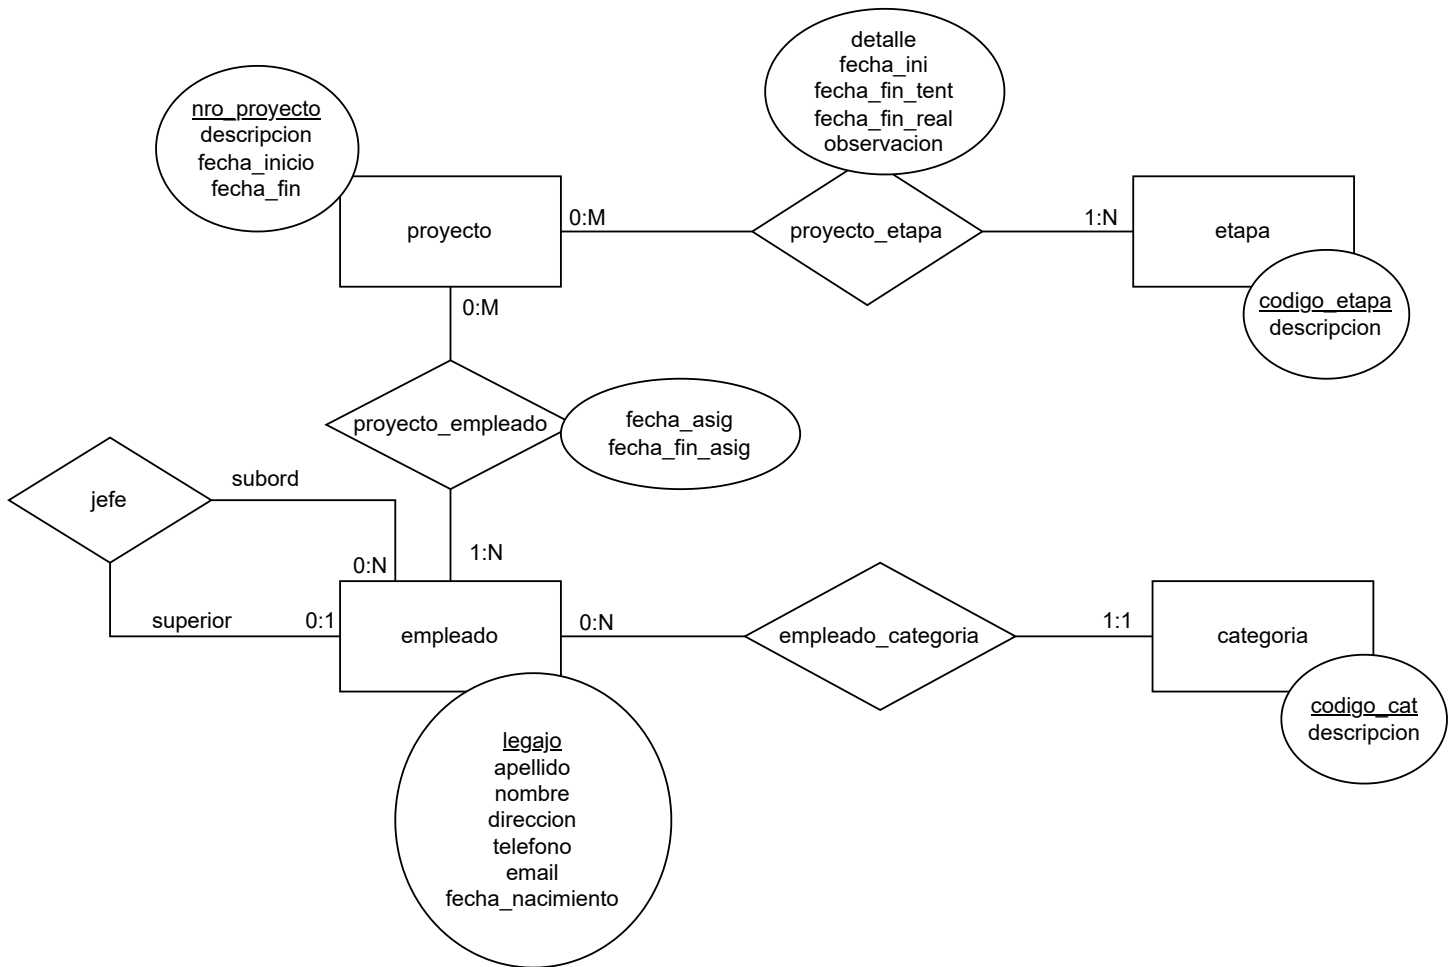 detalle
fecha_ini
fecha_fin_tent
fecha_fin_real
observacion
nro_proyecto
descripcion
fecha_inicio
fecha_fin
proyecto
0:M
proyecto_etapa
1:N
etapa
codigo_etapa
descripcion
0:M
proyecto_empleado
fecha_asig
fecha_fin_asig
jefe
subord
0:N
1:N
superior
0:1
empleado
0:N
empleado_categoria
1:1
categoria
codigo_cat
descripcion
legajo
apellido
nombre
direccion
telefono
email
fecha_nacimiento